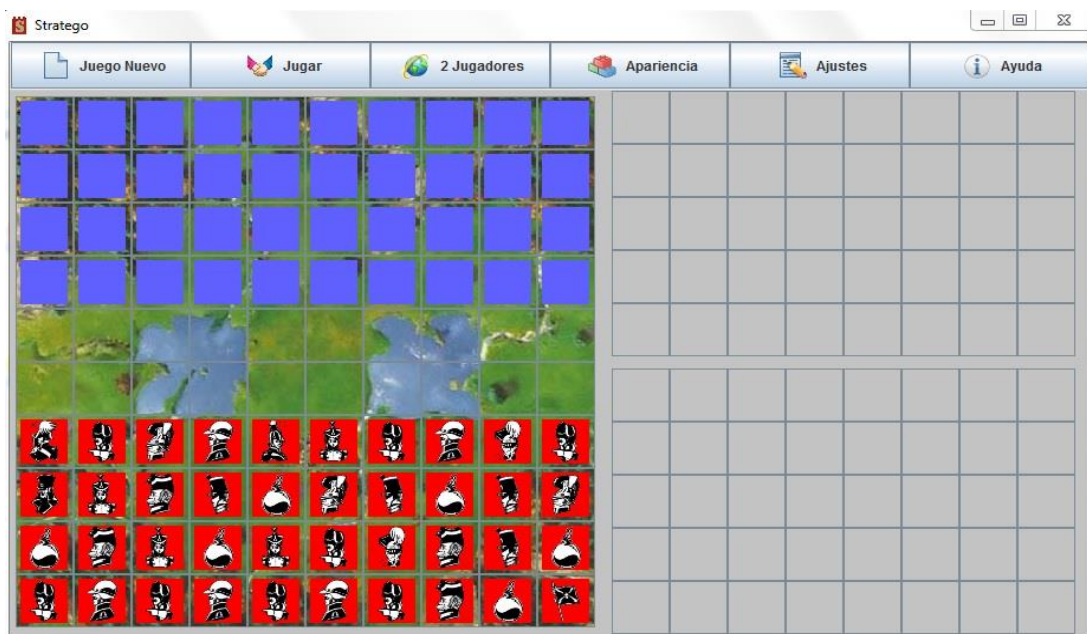 Stratego
Juego Nuevo
Jugar
2 Jugadores
Apariencia
Ajustes
Ayuda